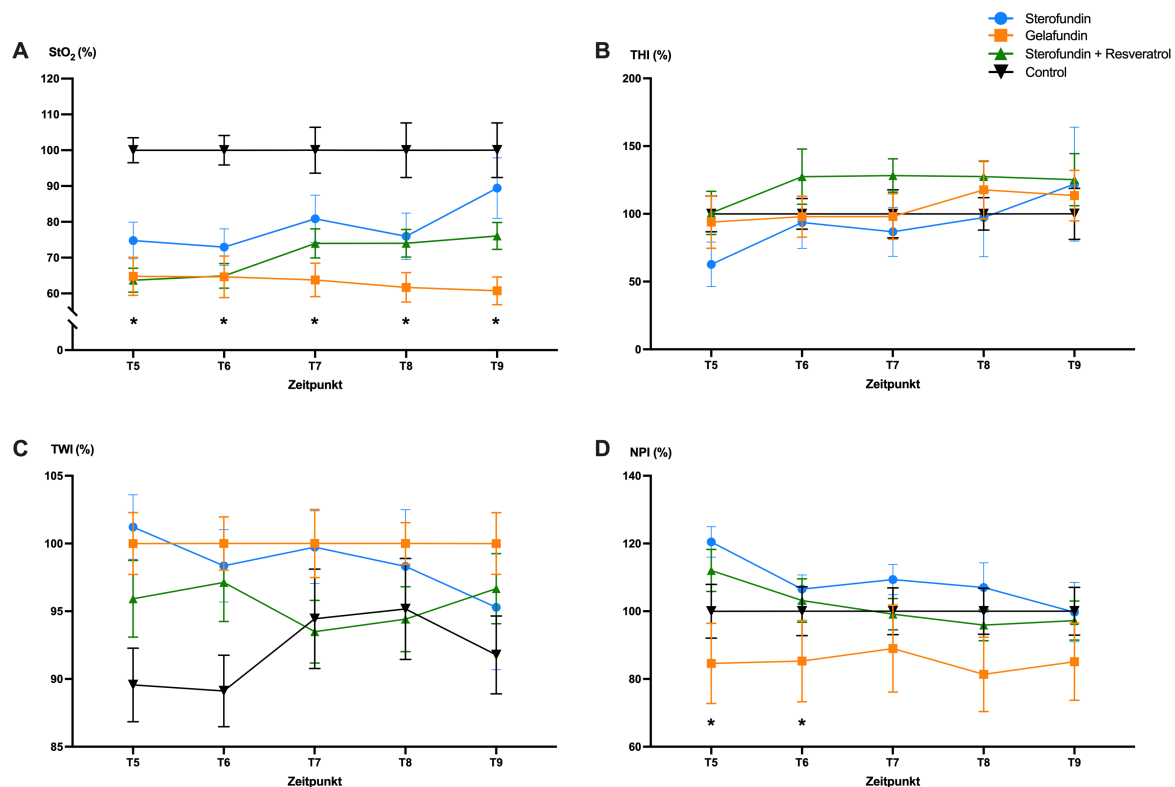 Sterofundin
Gelafundin
Sterofundin + Resveratrol
Control
A
StO2 (%)
120
110
100
90
80
70
60
0
* * * * *
T5 T6 T7 T8 T9
Zeitpunkt
B
THI (%)
200
150
100
50
0
T5 T6 T7 T8 T9
Zeitpunkt
C
TWI (%)
105
100
95
90
85
T5 T6 T7 T8 T9
Zeitpunkt
D
NPI (%)
140
120
100
80
60
* *
T5 T6 T7 T8 T9
Zeitpunkt